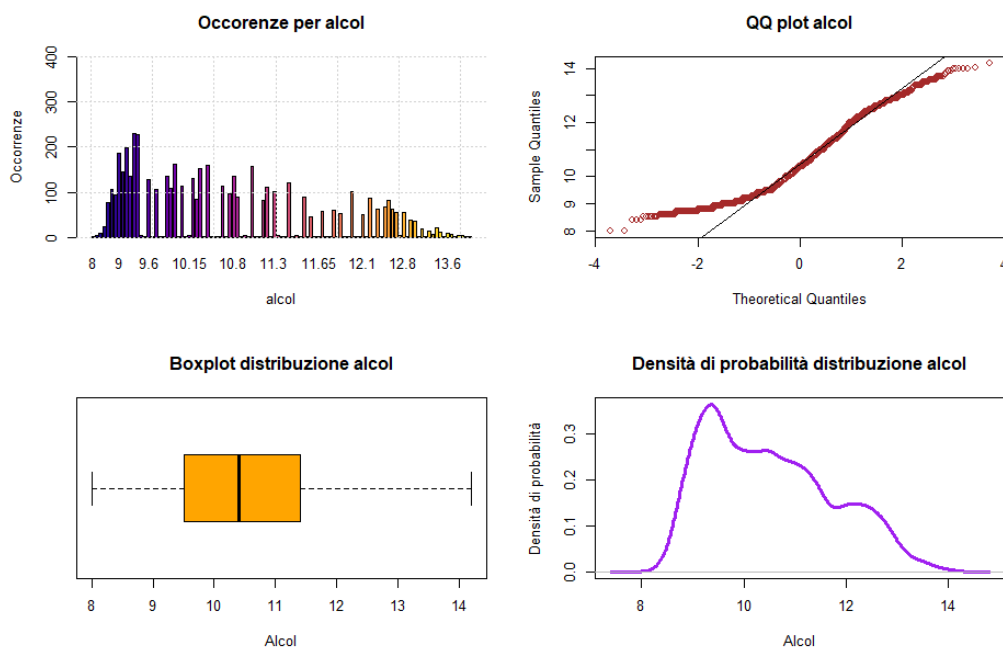 Occorenze per alcol
Occorrenze
0 100 200 300 400
8 9 9.6 10.15 10.8 11.3 11.65 12.1 12.8 13.6
alcol
QQ plot alcol
Sample Quantiles
8 9 10 12 14
-4 -2 0 2 4
Theoretical Quantiles
Boxplot distribuzione alcol
8 9 10 11 12 13 14
Alcol
Densità di probabilità distribuzione alcol
Densità di probabilità
0.0 0.1 0.2 0.3
8 10 12 14
Alcol